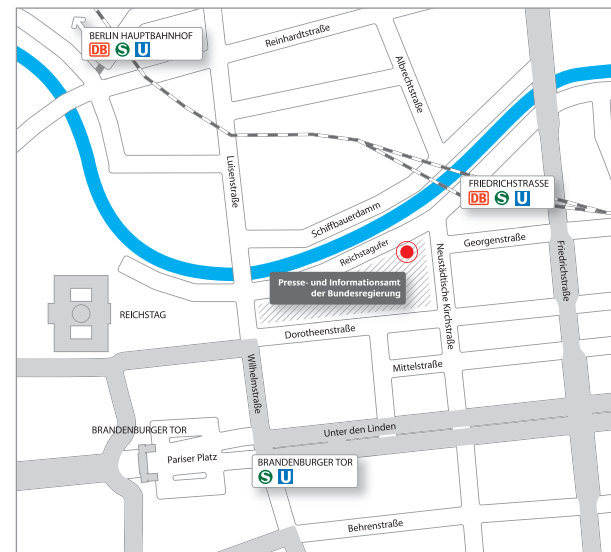 BERLIN HAUPTBAHNHOF
DB S U
Reinhardtstraße
Albrechtstraße
Luisenstraße
FRIEDRICHSTRASSE
DB S U
Schiffbauerdamm
Reichstagufer
Georgenstraße
Neustädtische Kirchstraße
Friedrichstraße
Presse- und Informationsamt
der Bundesregierung
REICHSTAG
Dorotheenstraße
Mittelstraße
Wilhelmstraße
BRANDENBURGER TOR
Unter den Linden
Pariser Platz
BRANDENBURGER TOR
S U
Behrenstraße